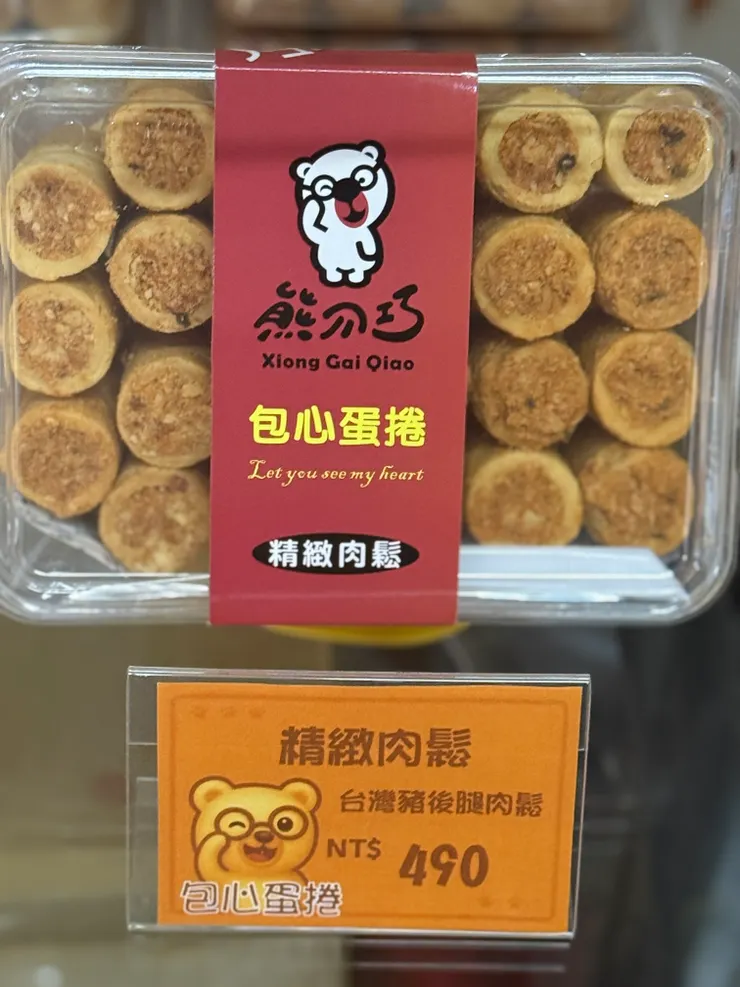 熊介巧
Xiong Gai Qiao
包心蛋捲
Let you see my heart
精緻肉鬆
精緻肉鬆
台灣豬後腿肉鬆
NT$ 490
包心蛋捲